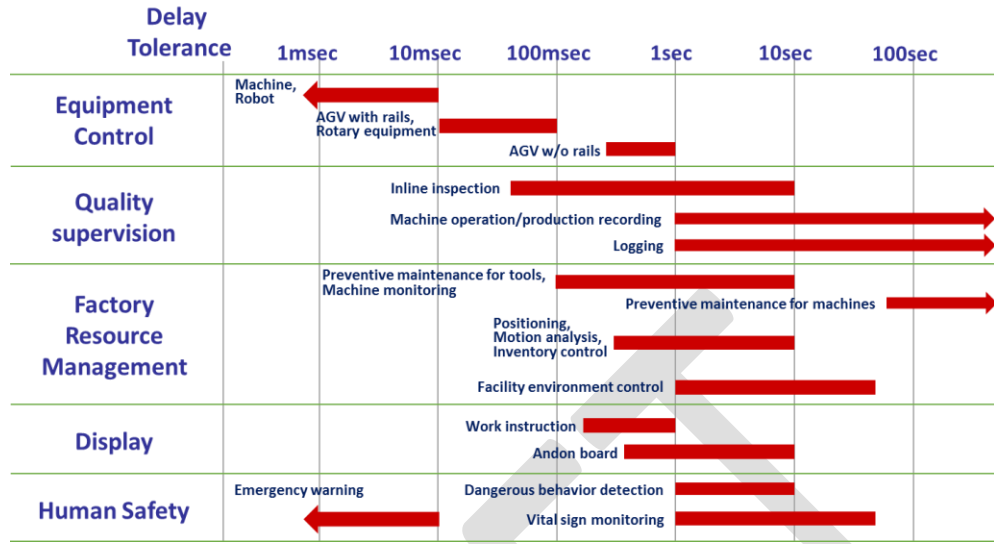 Delay
Tolerance
1msec
10msec
100msec
1sec
10sec
100sec
Equipment
Control
Machine,
Robot
AGV with rails,
Rotary equipment
AGV w/o rails
Quality
supervision
Inline inspection
Machine operation/production recording
Logging
Factory
Resource
Management
Preventive maintenance for tools,
Machine monitoring
Preventive maintenance for machines
Positioning,
Motion analysis,
Inventory control
Facility environment control
Display
Work instruction
Andon board
Human Safety
Emergency warning
Dangerous behavior detection
Vital sign monitoring